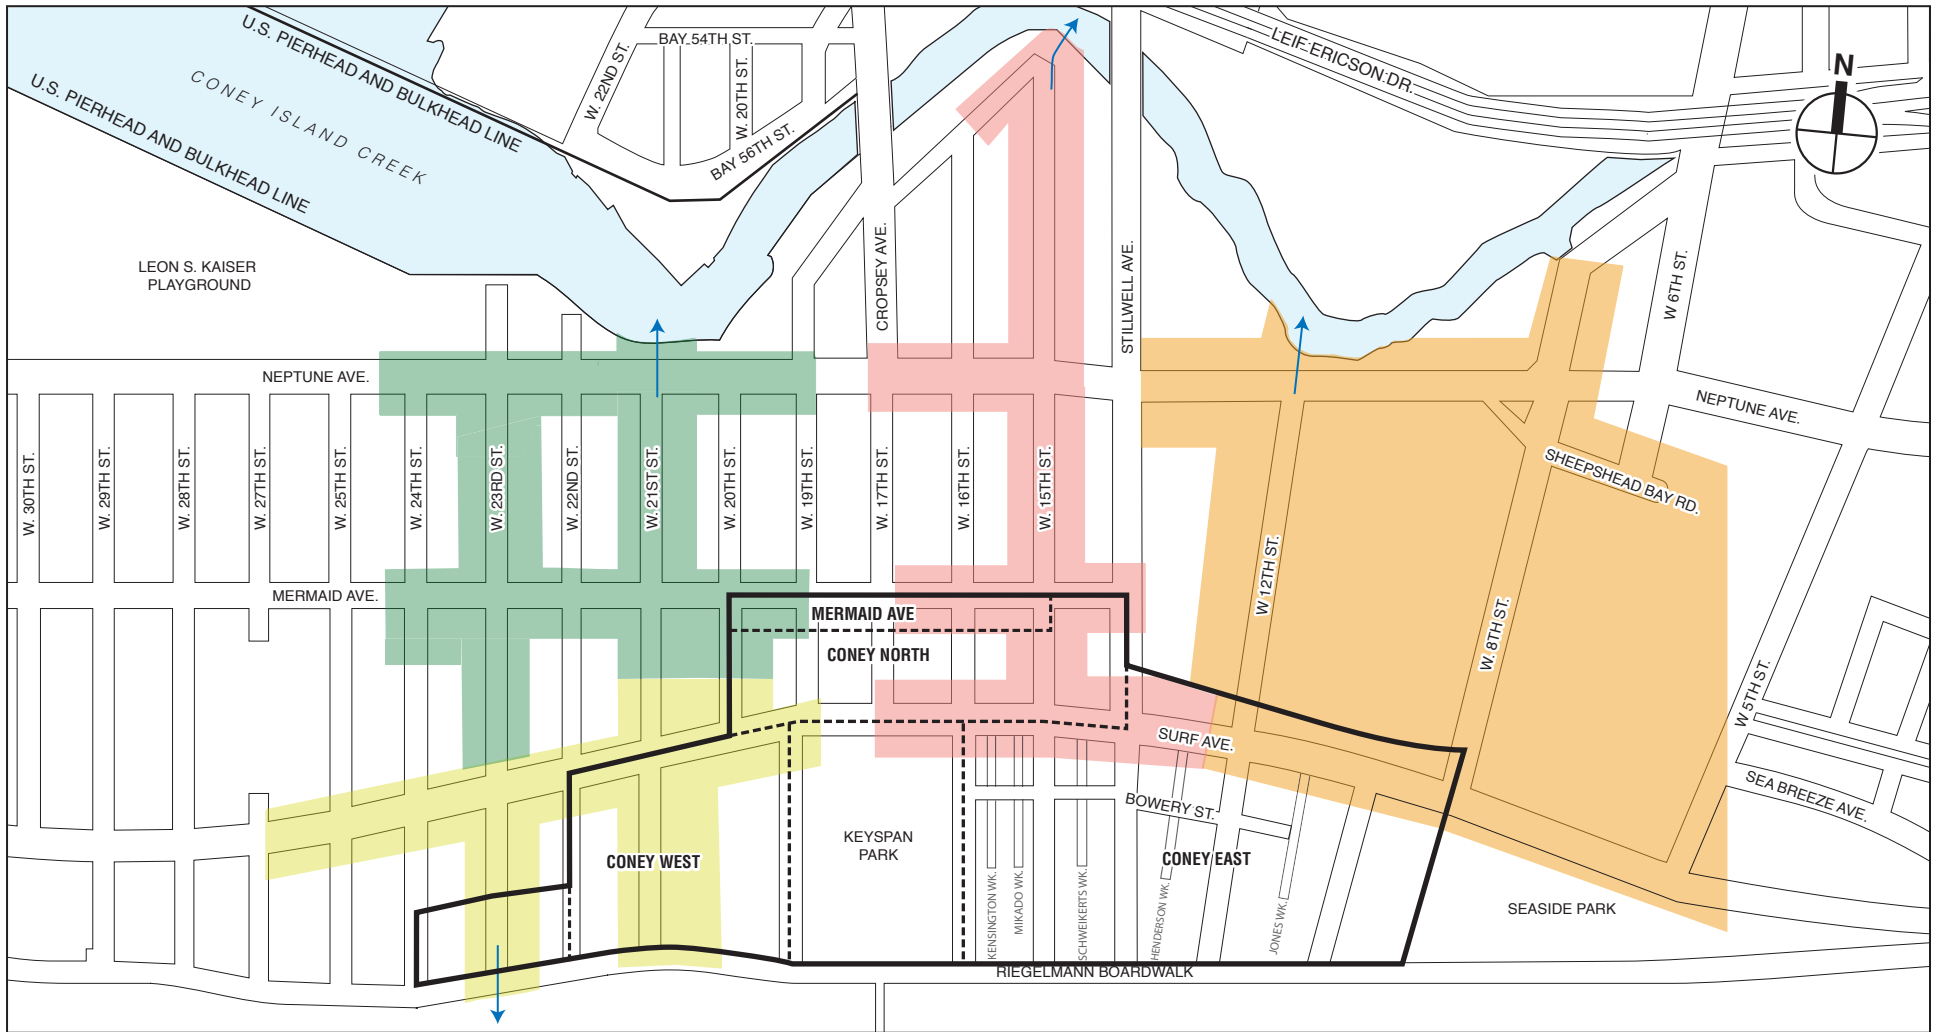 U.S. PIERHEAD AND BULKHEAD LINE
U.S. PIERHEAD AND BULKHEAD LINE
CONEY ISLAND CREEK
W. 22ND ST.
BAY 54TH ST.
W. 20TH ST.
BAY 56TH ST.
LEIF ERICSON DR.
N
LEON S. KAISER
PLAYGROUND
CROPSEY AVE.
STILLWELL AVE.
W 6TH ST.
NEPTUNE AVE.
NEPTUNE AVE.
W. 30TH ST.
W. 29TH ST.
W. 28TH ST.
W. 27TH ST.
W. 25TH ST.
W. 24TH ST.
W. 23RD ST.
W. 22ND ST.
W. 21ST ST.
W. 20TH ST.
W. 19TH ST.
W. 17TH ST.
W. 16TH ST.
W. 15TH ST.
SHEEPSHEAD BAY RD.
W 12TH ST.
W. 8TH ST.
W 5TH ST.
MERMAID AVE.
MERMAID AVE
CONEY NORTH
SURF AVE.
SEA BREEZE AVE.
BOWERY ST.
KEYSPAN
PARK
CONEY WEST
CONEY EAST
KENSINGTON WK.
MIKADO WK.
SCHWEIKERTS WK.
HENDERSON WK.
JONES WK.
SEASIDE PARK
RIEGELMANN BOARDWALK